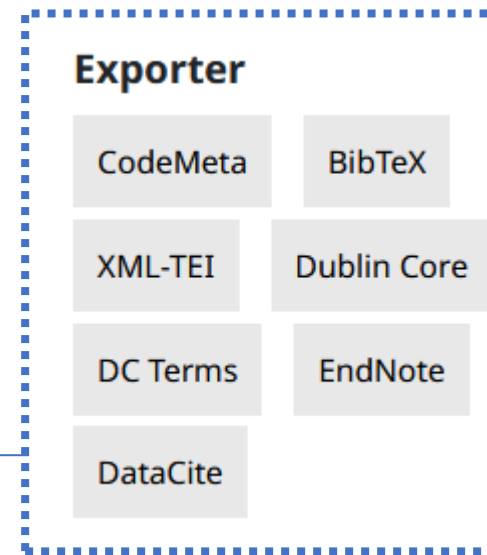 Exporter
CodeMeta BibTeX
XML-TEI Dublin Core
DC Terms EndNote
DataCite